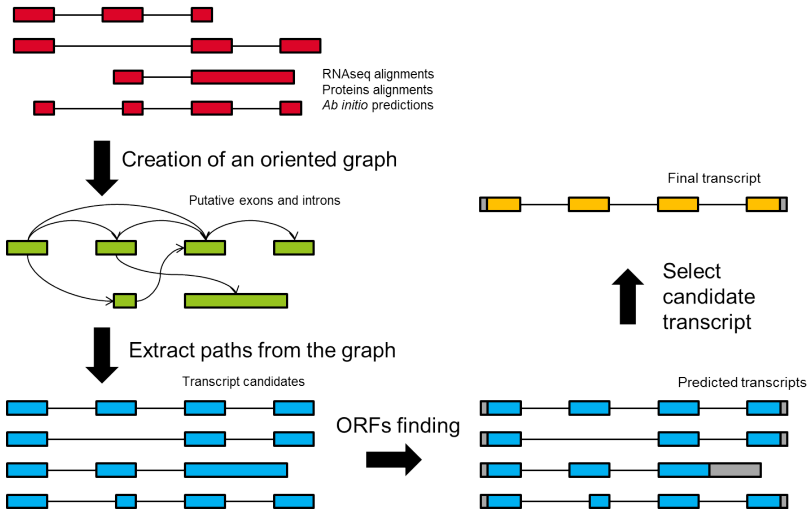 RNAseq alignments
Proteins alignments
Ab initio predictions
Creation of an oriented graph
Putative exons and introns
Extract paths from the graph
Transcript candidates
ORFs finding
Predicted transcripts
Select
candidate
transcript
Final transcript